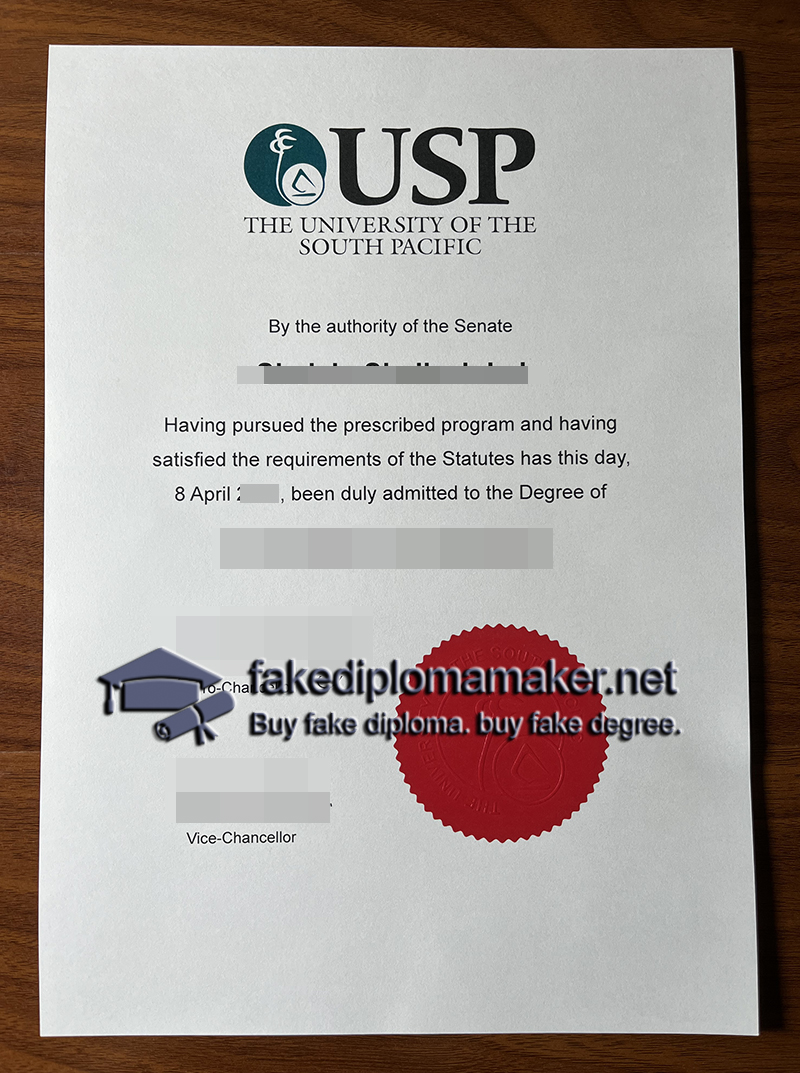 USP
THE UNIVERSITY OF THE
SOUTH PACIFIC
By the authority of the Senate
Having pursued the prescribed program and having
satisfied the requirements of the Statutes has this day,
8 April , been duly admitted to the Degree of
fakediplomamaker.net
Buy fake diploma. buy fake degree.
Vice-Chancellor